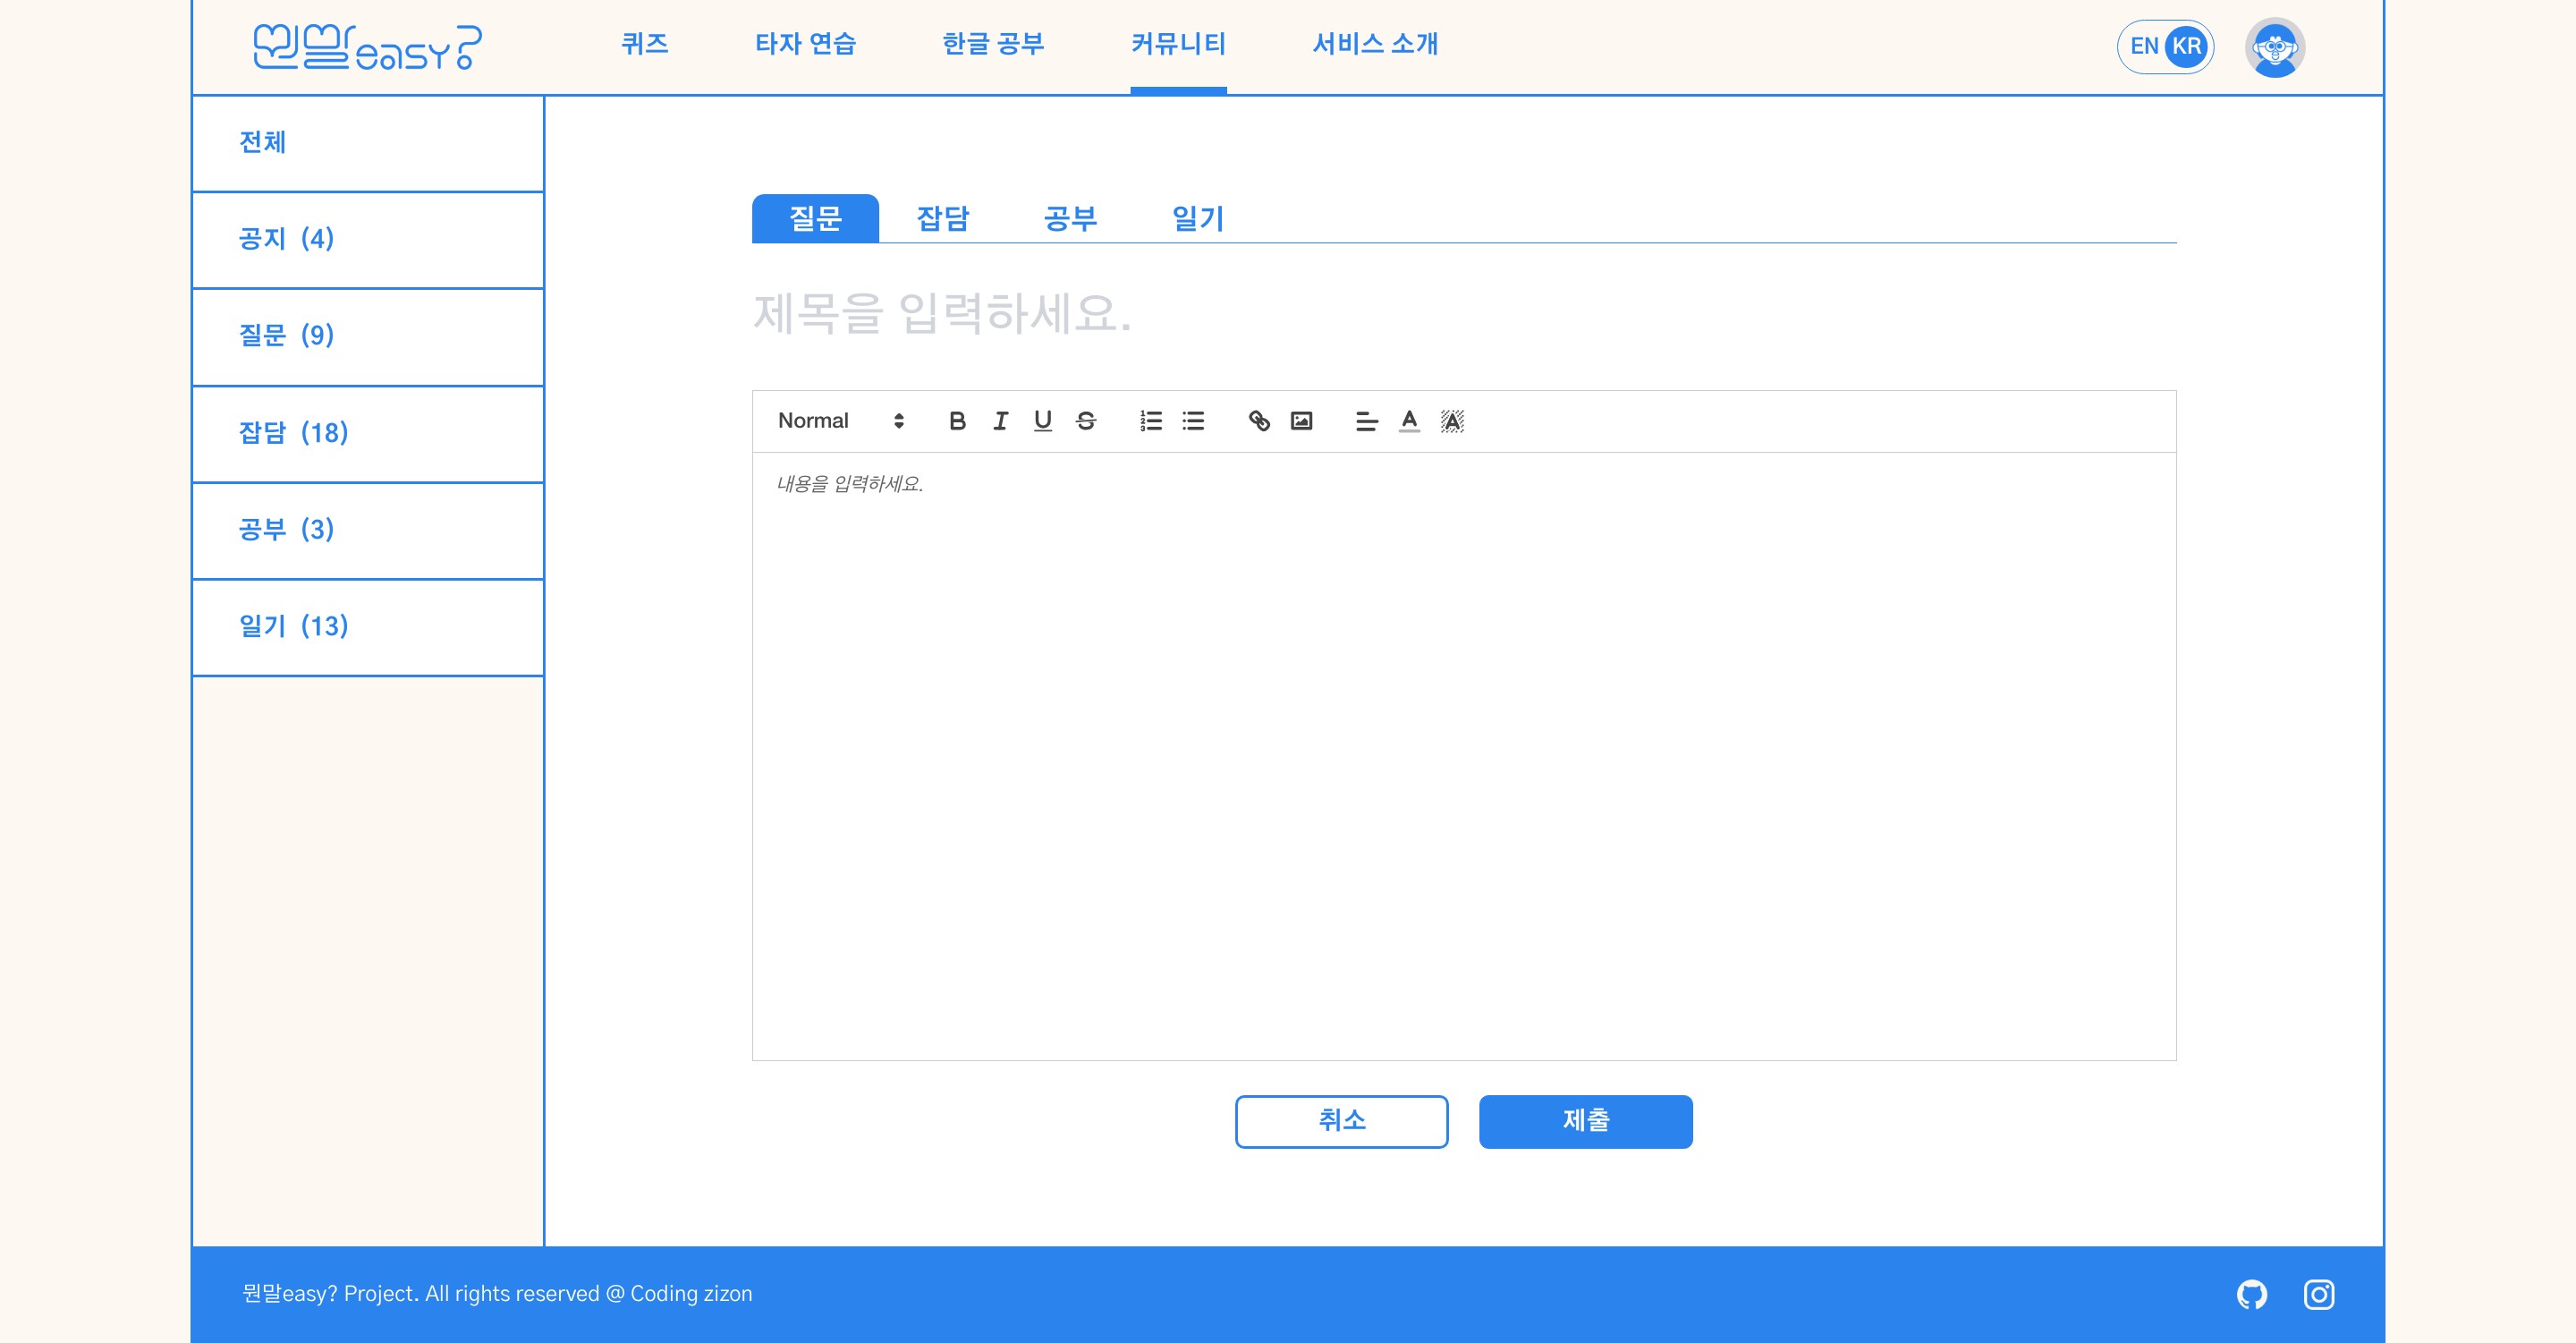 뭔말easy?
퀴즈 타자 연습 한글 공부 커뮤니티 서비스 소개 EN KR
전체
공지 (4)
질문 (9)
잡담 (18)
공부 (3)
일기 (13)
질문 잡담 공부 일기
제목을 입력하세요.
Normal
내용을 입력하세요.
취소 제출
뭔말easy? Project. All rights reserved @ Coding zizon